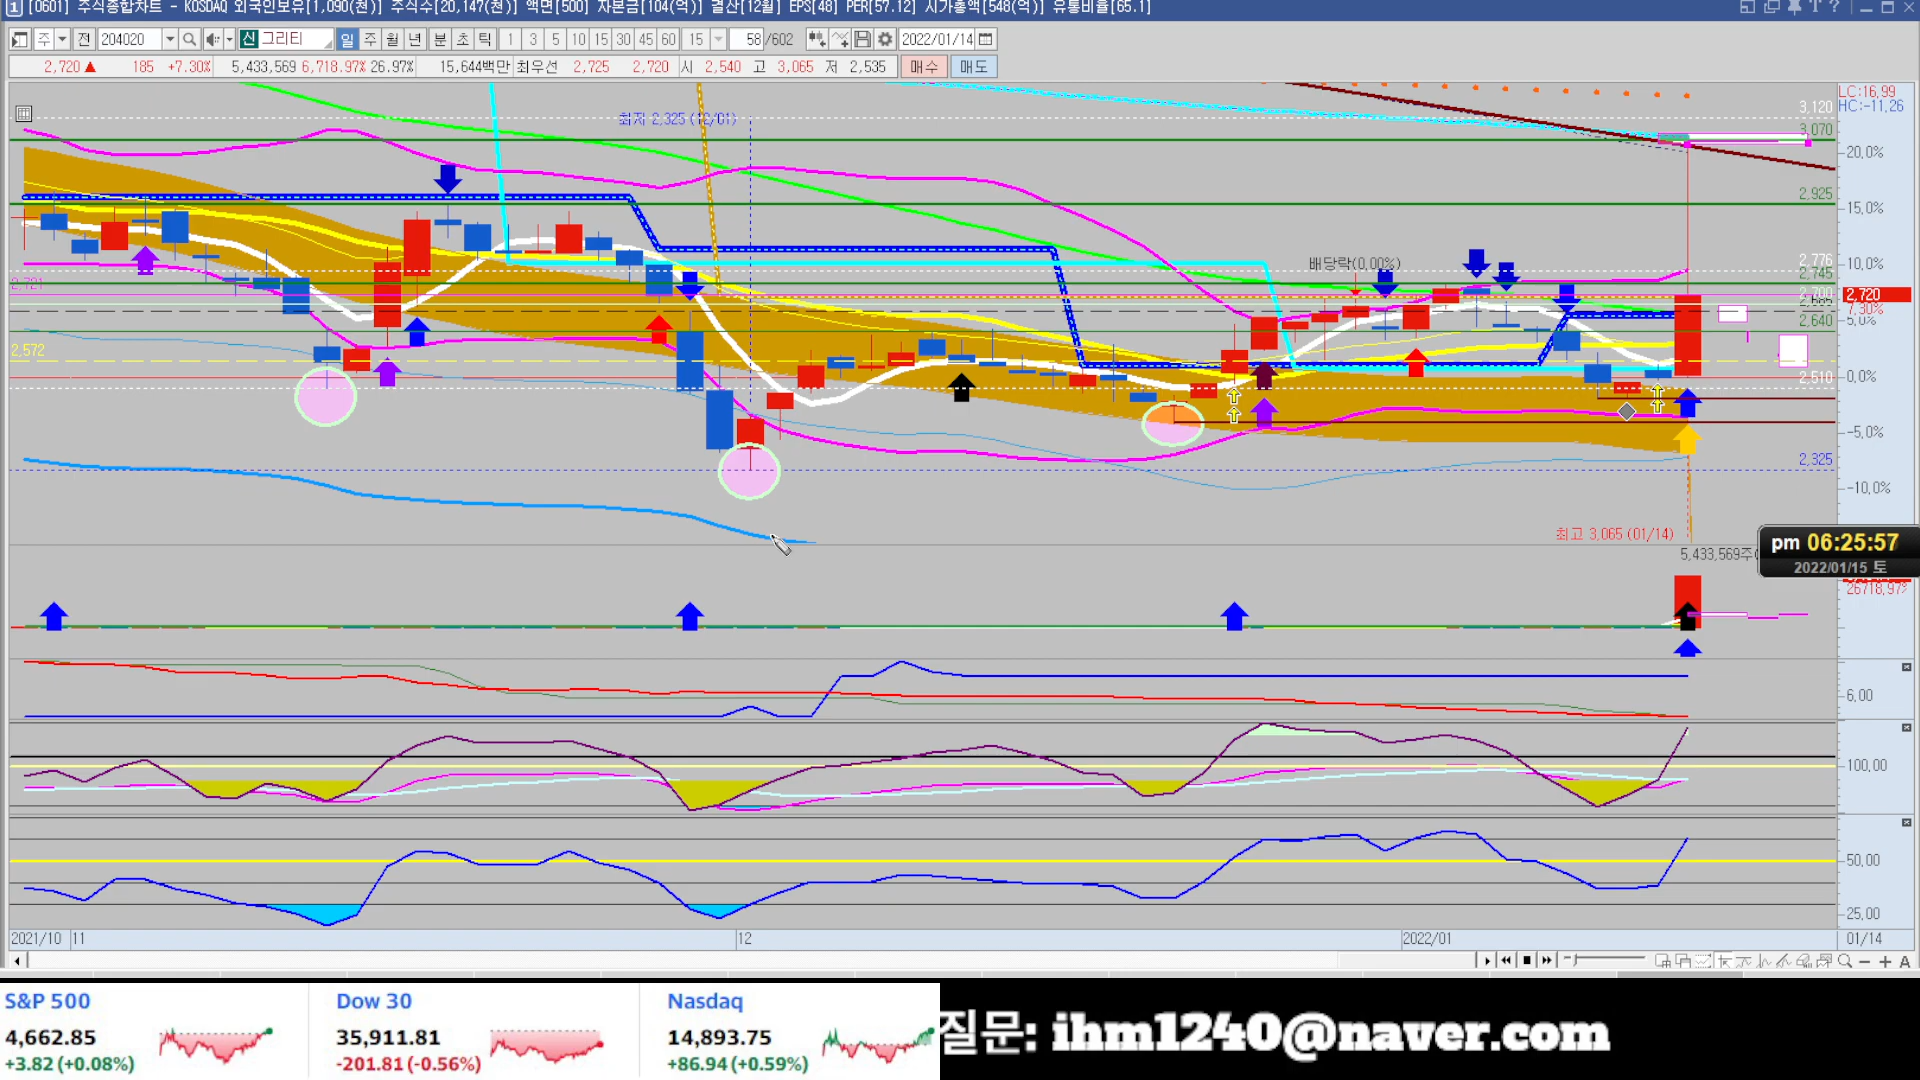 1 [0601] 주식종합차트 - KOSDAQ 외국인보유[1,090(천)] 주식수[20,147(천)] 액면[500] 자본금[104(억)] 결산[12월] EPS[48] PER[57.12] 시가총액[548(억)] 유통비율[65.1]
주 전 204020 신 그리티 일 주 월 년 분 초 틱 1 3 5 10 15 30 45 60 15 58 /602 2022/01/14
2,720 ▲ 185 +7.30% 5,433,569 6,718.97% 26.97% 15,644백만 최우선 2,725 2,720 시 2,540 고 3,065 저 2,535 매수 매도
LC:16,99
HC:-11,26
3,120
최저 2,325 (12/01)
3,070
20,0%
2,925
15,0%
배당락(0,00%)
2,776
10,0%
2,745
2,721
2,700
2,720
7,30%
5,0%
2,640
2,572
2,510
0,0%
-5,0%
2,325
-10,0%
최고 3,065 (01/14)
pm 06:25:57
2022/01/15 토
5,433,569주
26718,97%
6,00
100,00
50,00
25,00
2021/10 11 12 2022/01 01/14
A
S&P 500 Dow 30 Nasdaq
4,662.85 35,911.81 14,893.75
+3.82 (+0.08%) -201.81 (-0.56%) +86.94 (+0.59%)
질문: ihm1240@naver.com